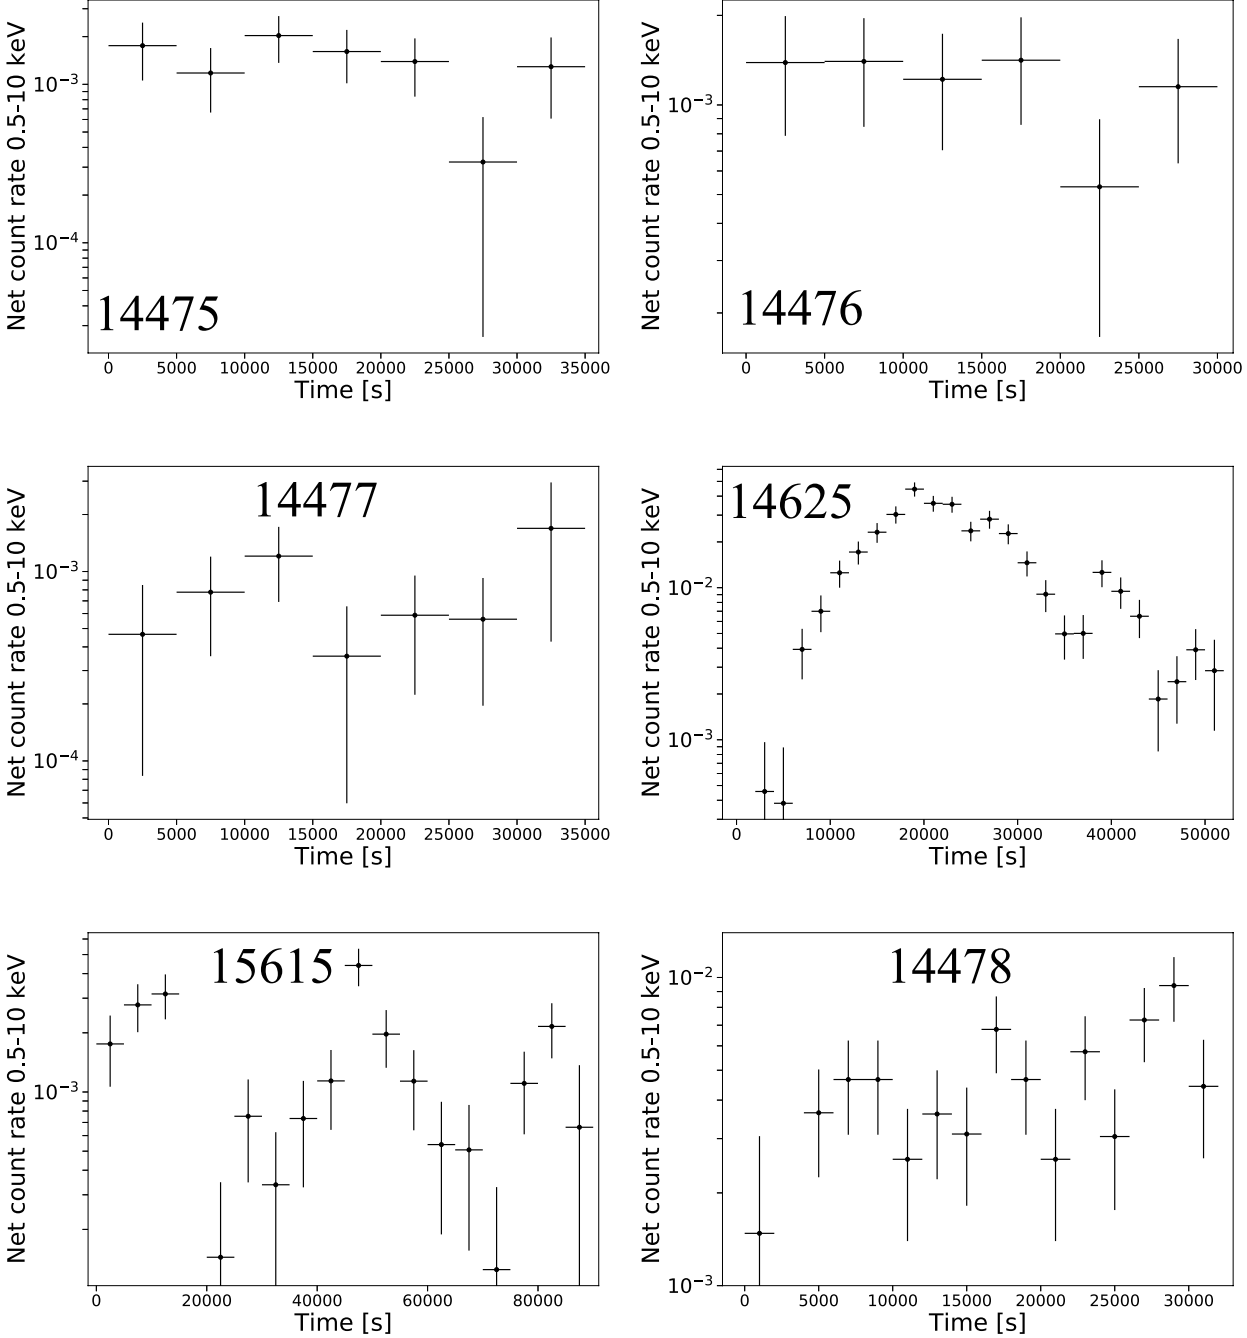 Net count rate 0.5-10 keV
10⁻³
10⁻⁴
14475
0 5000 10000 15000 20000 25000 30000 35000
Time [s]
Net count rate 0.5-10 keV
10⁻³
14476
0 5000 10000 15000 20000 25000 30000
Time [s]
Net count rate 0.5-10 keV
14477
10⁻³
10⁻⁴
0 5000 10000 15000 20000 25000 30000 35000
Time [s]
Net count rate 0.5-10 keV
14625
10⁻²
10⁻³
0 10000 20000 30000 40000 50000
Time [s]
Net count rate 0.5-10 keV
15615
10⁻³
0 20000 40000 60000 80000
Time [s]
Net count rate 0.5-10 keV
14478
10⁻²
10⁻³
0 5000 10000 15000 20000 25000 30000
Time [s]